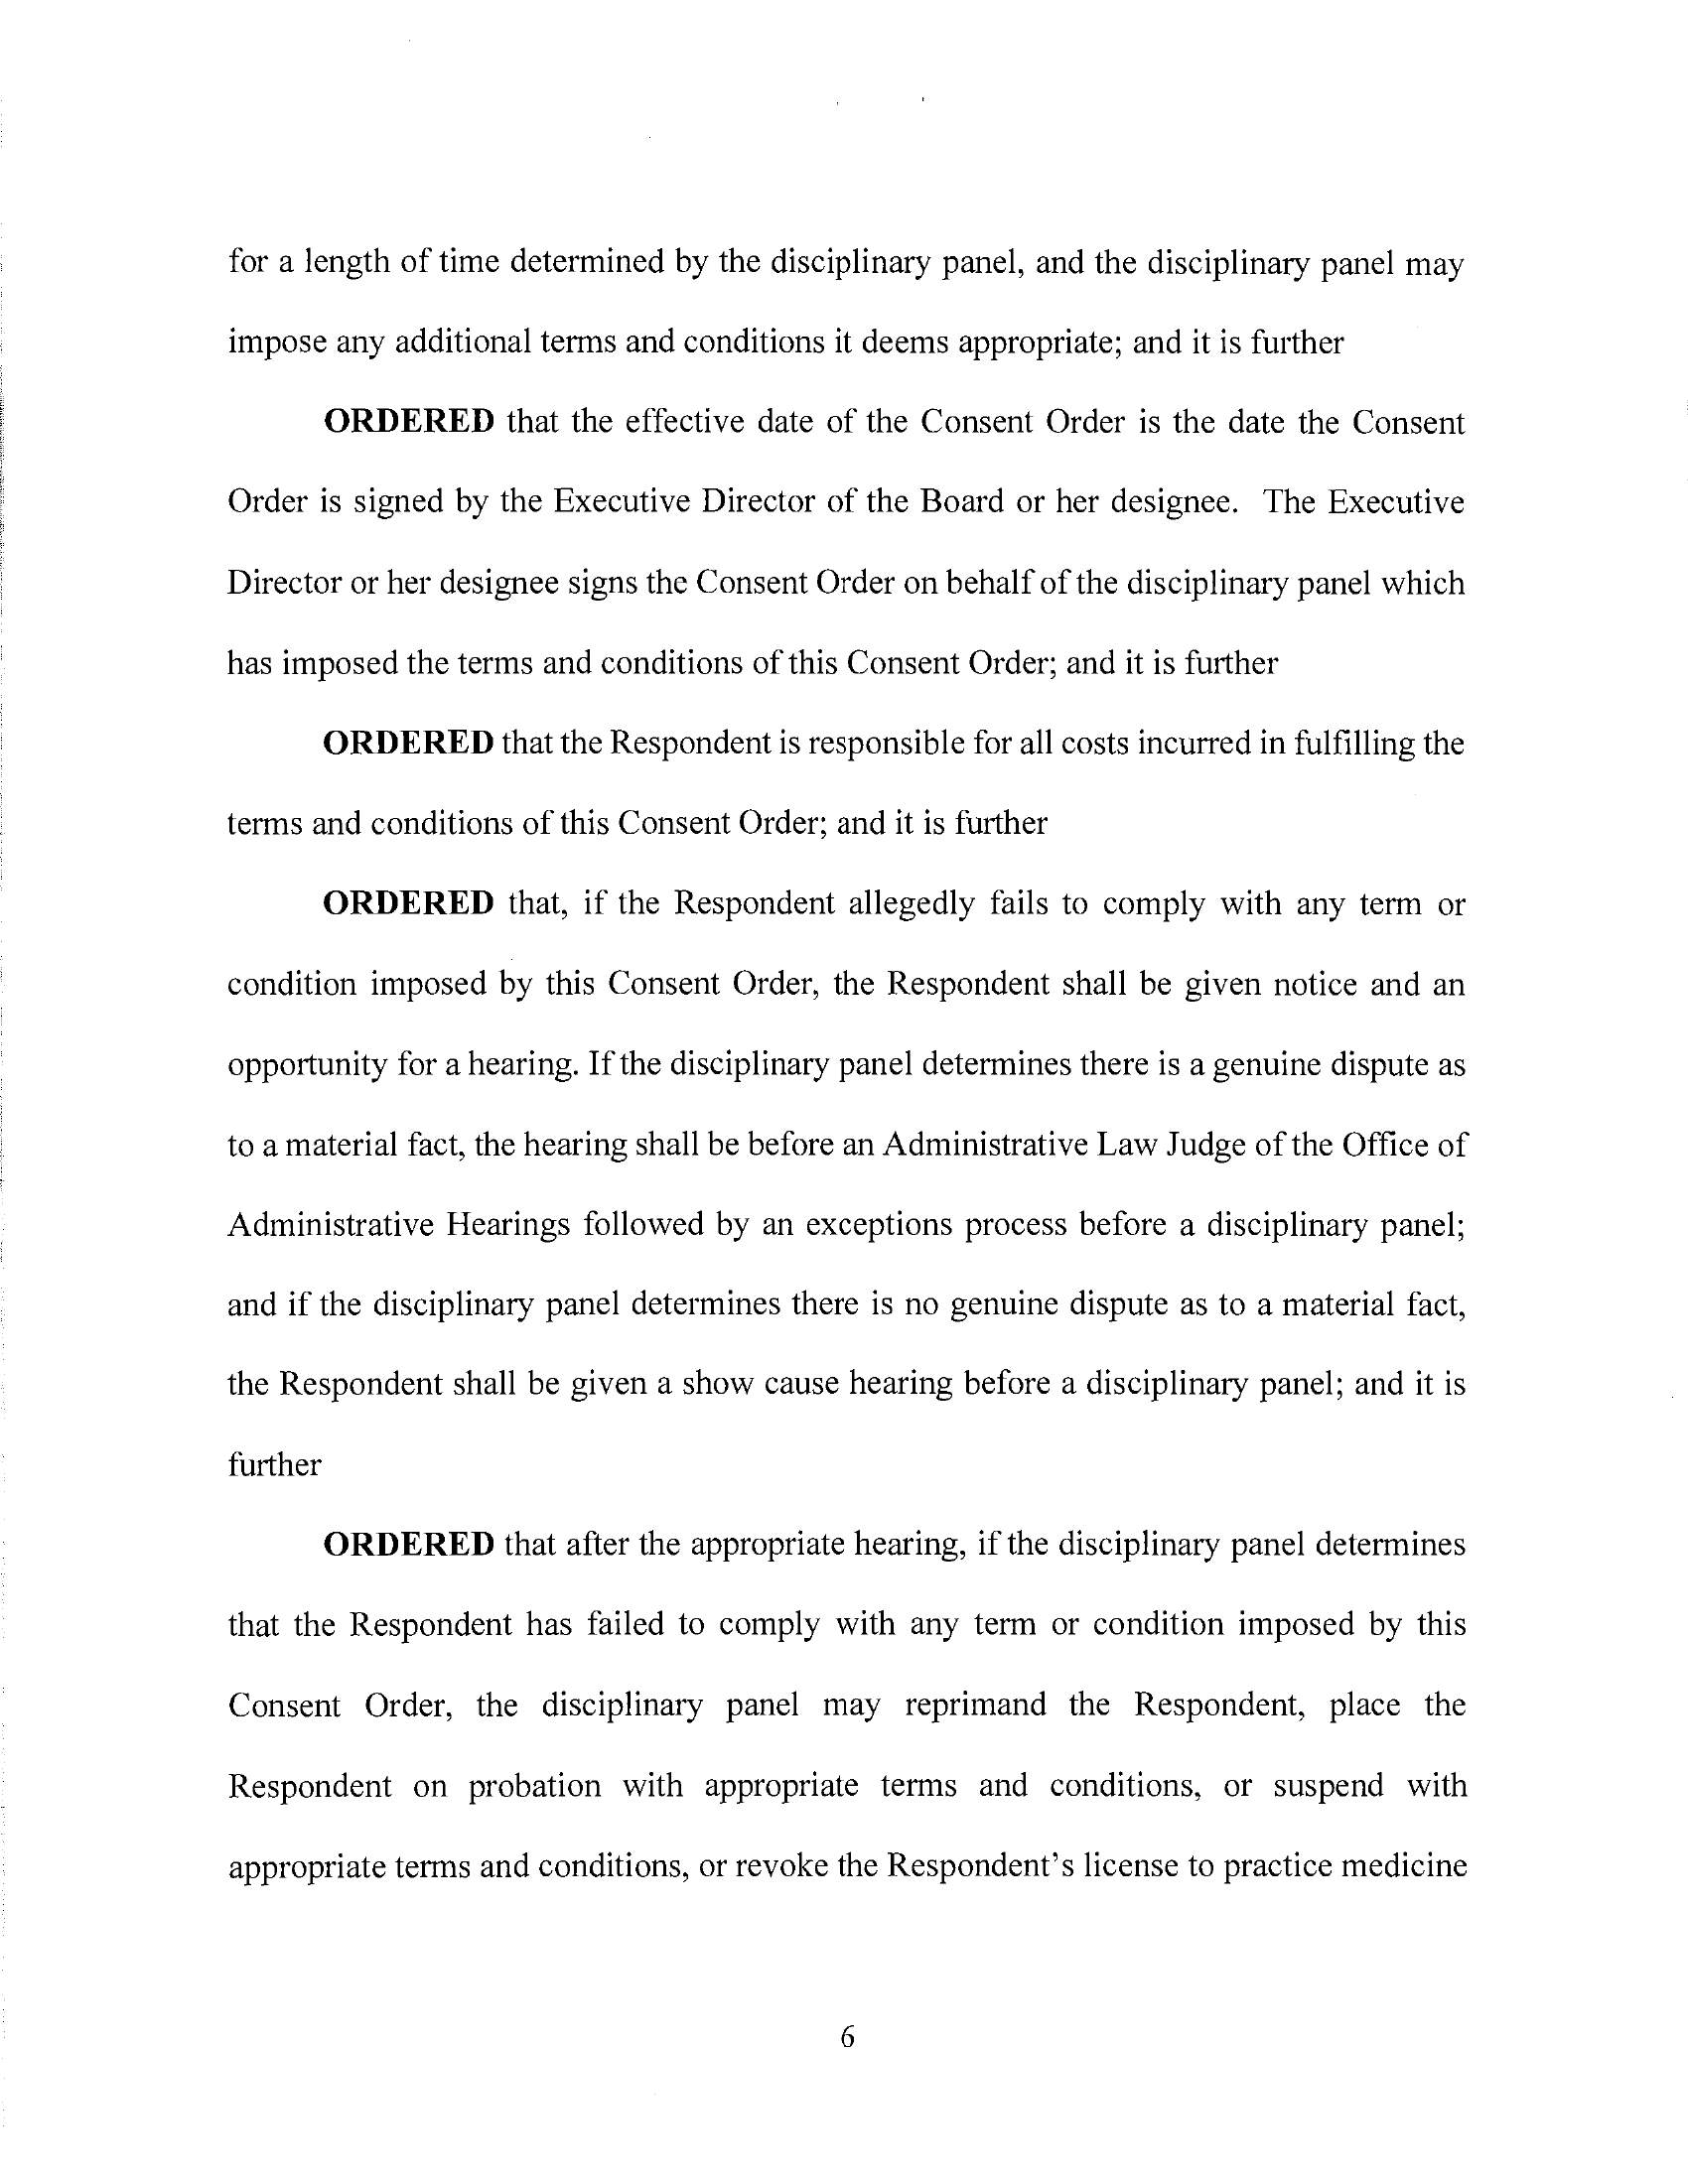 for a length of time determined by the disciplinary panel, and the disciplinary panel may
impose any additional terms and conditions it deems appropriate; and it is further
ORDERED that the effective date of the Consent Order is the date the Consent
Order is signed by the Executive Director of the Board or her designee. The Executive
Director or her designee signs the Consent Order on behalf of the disciplinary panel which
has imposed the terms and conditions of this Consent Order; and it is further
ORDERED that the Respondent is responsible for all costs incurred in fulfilling the
terms and conditions of this Consent Order; and it is further
ORDERED that, if the Respondent allegedly fails to comply with any term or
condition imposed by this Consent Order, the Respondent shall be given notice and an
opportunity for a hearing. If the disciplinary panel determines there is a genuine dispute as
to a material fact, the hearing shall be before an Administrative Law Judge of the Office of
Administrative Hearings followed by an exceptions process before a disciplinary panel;
and if the disciplinary panel determines there is no genuine dispute as to a material fact,
the Respondent shall be given a show cause hearing before a disciplinary panel; and it is
further
ORDERED that after the appropriate hearing, if the disciplinary panel determines
that the Respondent has failed to comply with any term or condition imposed by this
Consent Order, the disciplinary panel may reprimand the Respondent, place the
Respondent on probation with appropriate terms and conditions, or suspend with
appropriate terms and conditions, or revoke the Respondent's license to practice medicine
6